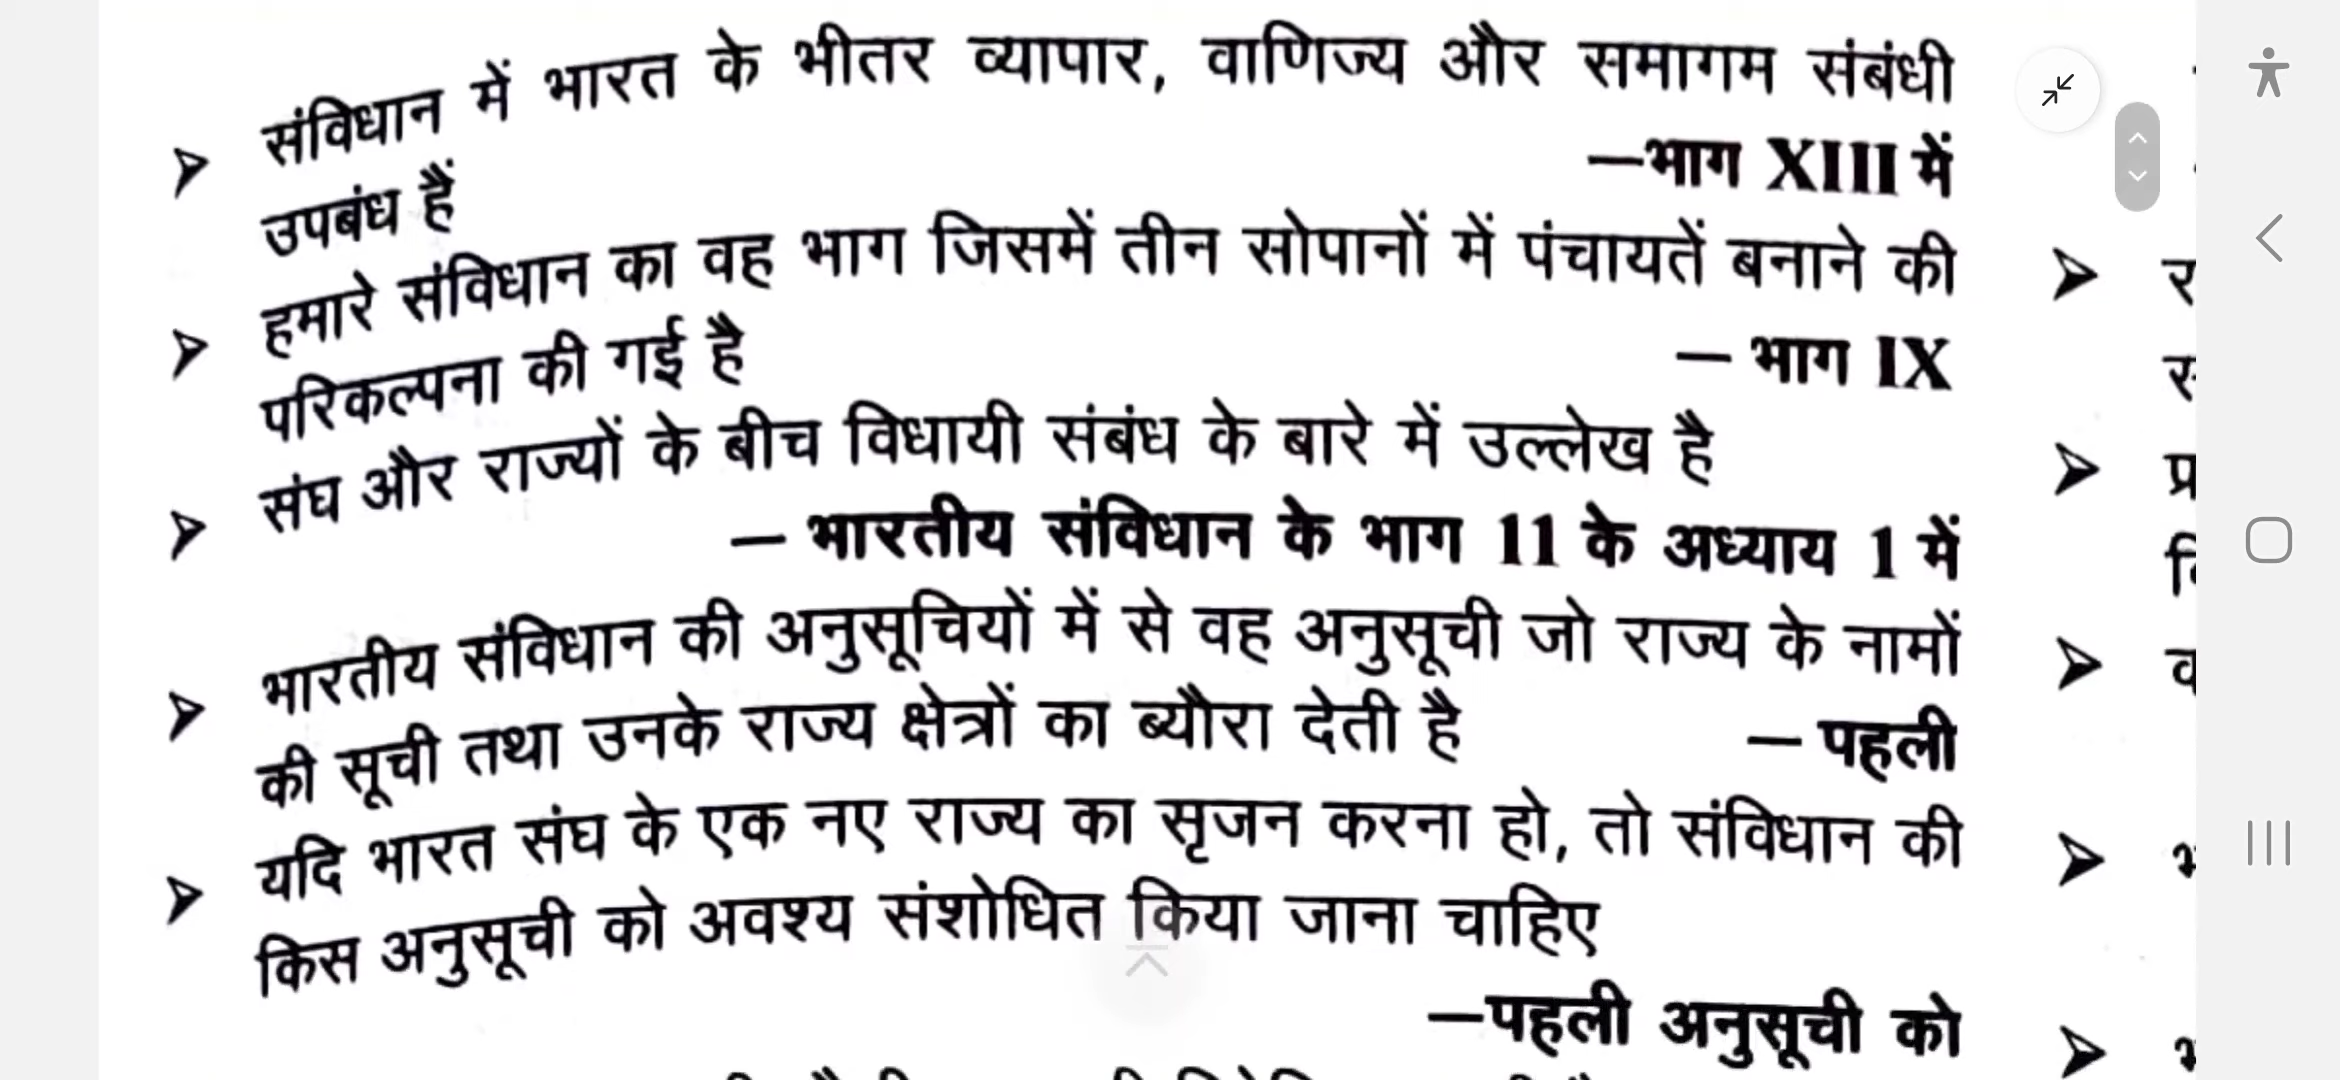 संविधान में भारत के भीतर व्यापार, वाणिज्य और समागम संबंधी
उपबंध हैं —भाग XIII में
हमारे संविधान का वह भाग जिसमें तीन सोपानों में पंचायतें बनाने की
परिकल्पना की गई है — भाग IX
संघ और राज्यों के बीच विधायी संबंध के बारे में उल्लेख है
— भारतीय संविधान के भाग 11 के अध्याय 1 में
भारतीय संविधान की अनुसूचियों में से वह अनुसूची जो राज्य के नामों
की सूची तथा उनके राज्य क्षेत्रों का ब्यौरा देती है — पहली
यदि भारत संघ के एक नए राज्य का सृजन करना हो, तो संविधान की
किस अनुसूची को अवश्य संशोधित किया जाना चाहिए
—पहली अनुसूची को